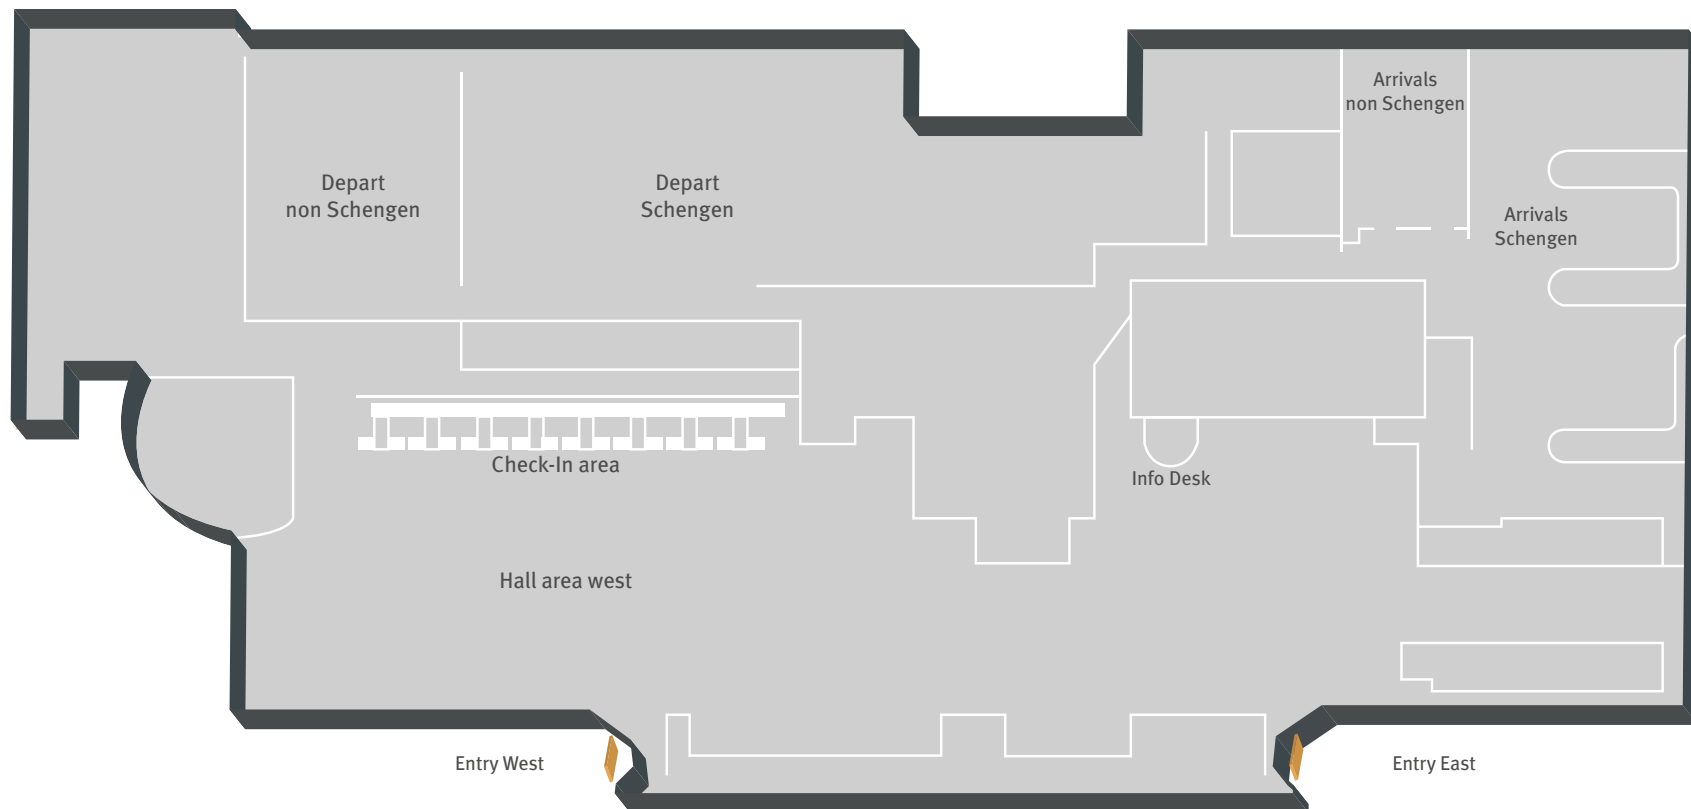 Arrivals
non Schengen
Depart
non Schengen
Depart
Schengen
Arrivals
Schengen
Check-In area
Info Desk
Hall area west
Entry West
Entry East